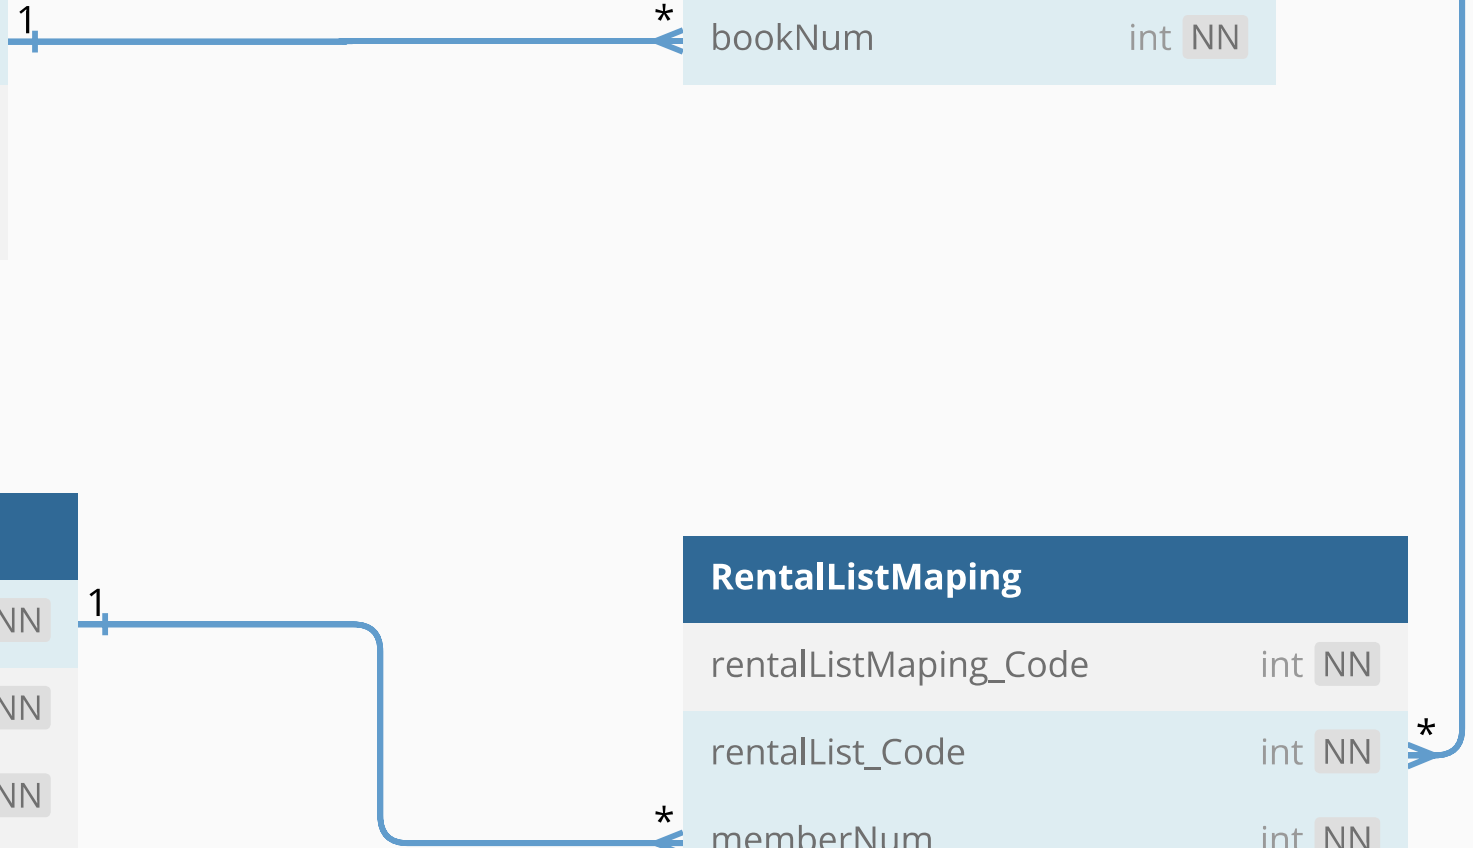 1
*
bookNum int NN
RentalListMaping
1
NN
rentalListMaping_Code int NN
NN
rentalList_Code int NN
*
NN
*
memberNum int NN